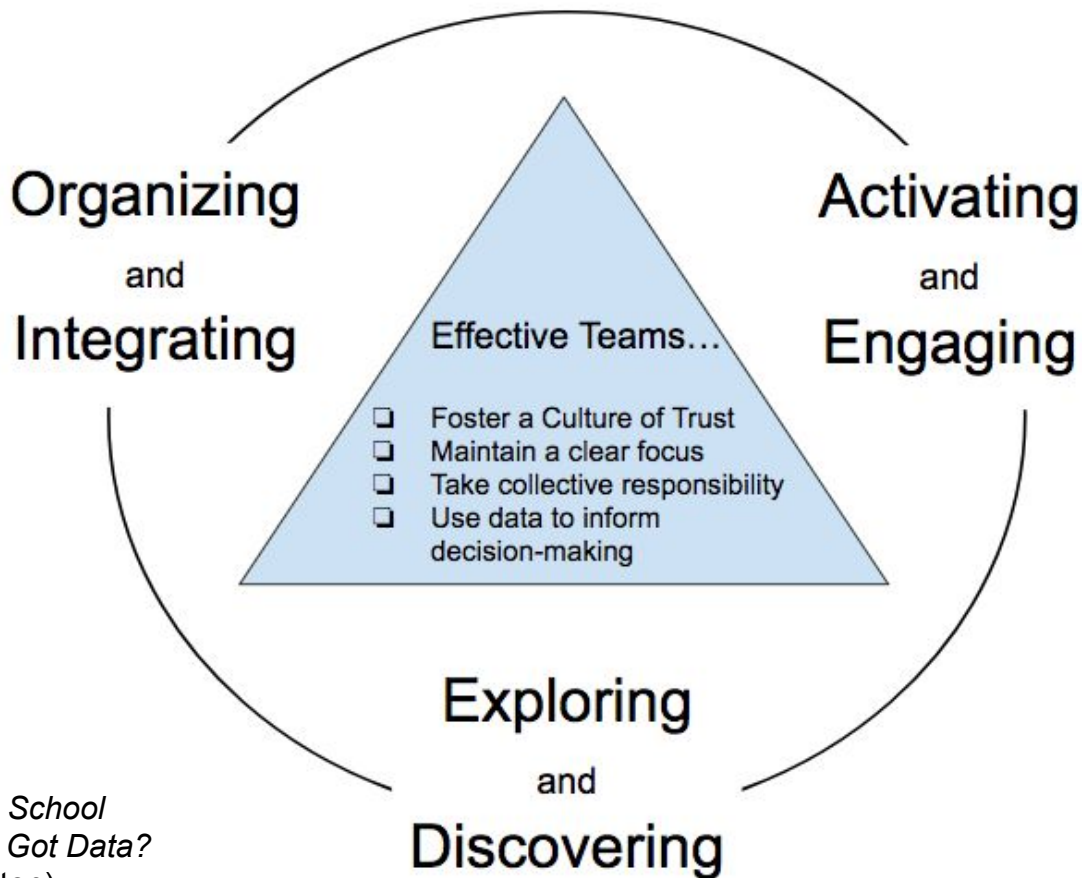 Organizing
and
Integrating
Activating
and
Engaging
Effective Teams…
❏ Foster a Culture of Trust
❏ Maintain a clear focus
❏ Take collective responsibility
❏ Use data to inform
decision-making
Exploring
and
Discovering
School
Got Data?